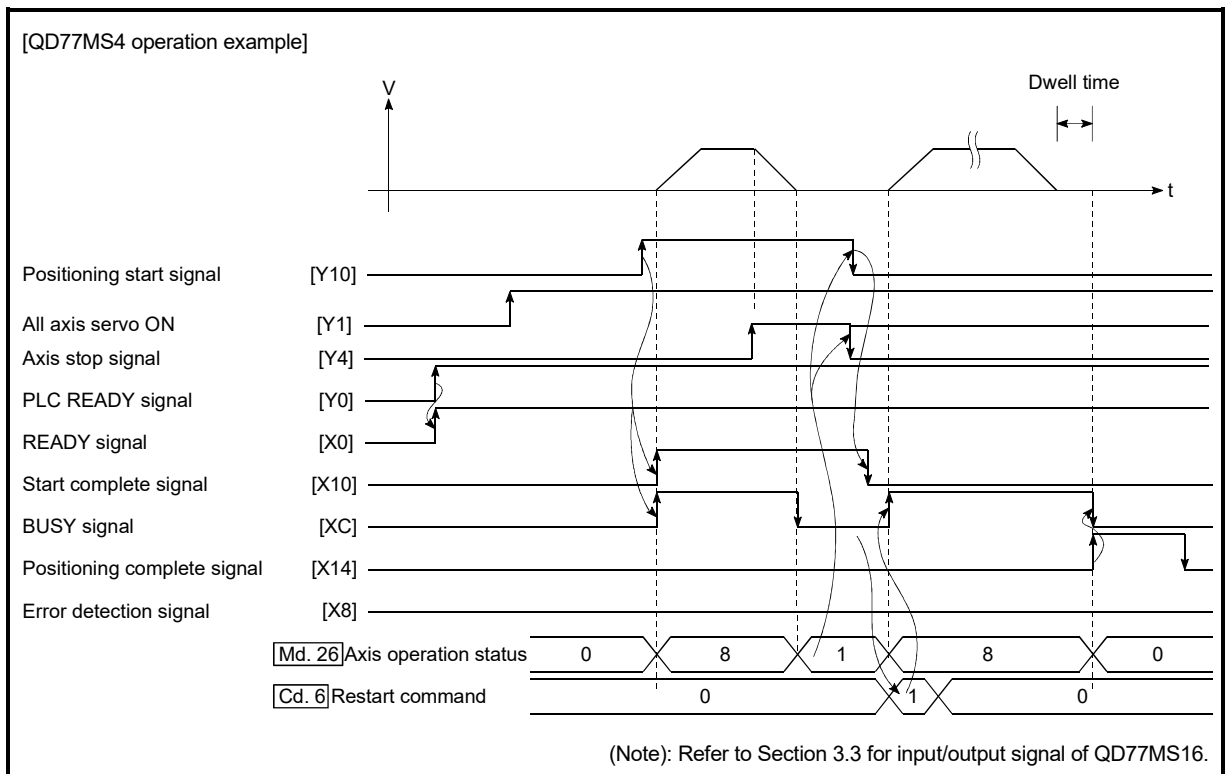 [QD77MS4 operation example]
V
Dwell time
t
Positioning start signal [Y10]
All axis servo ON [Y1]
Axis stop signal [Y4]
PLC READY signal [Y0]
READY signal [X0]
Start complete signal [X10]
BUSY signal [XC]
Positioning complete signal [X14]
Error detection signal [X8]
Md. 26 Axis operation status 0 8 1 8 0
Cd. 6 Restart command 0 1 0
(Note): Refer to Section 3.3 for input/output signal of QD77MS16.